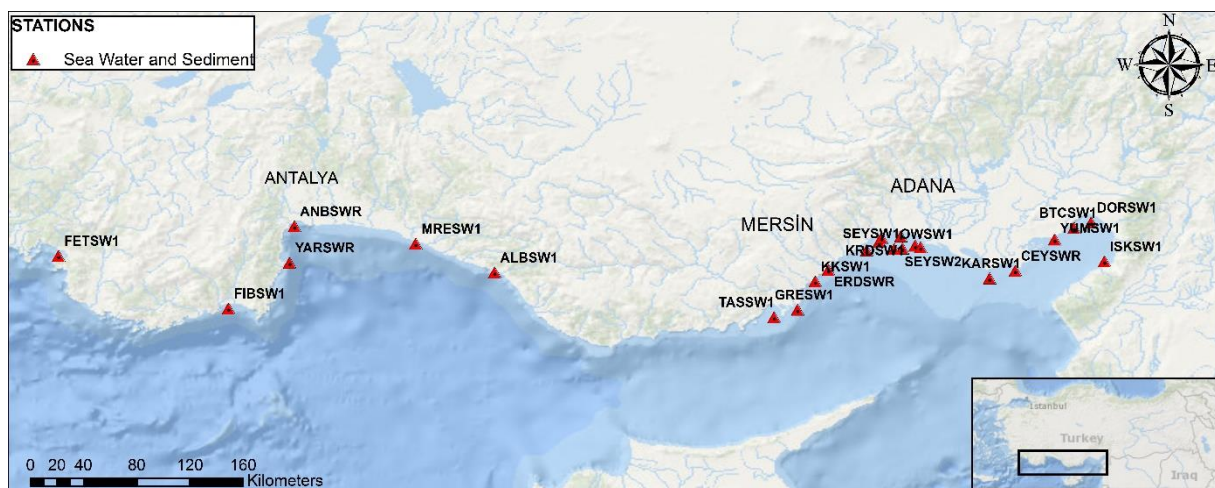 STATIONS
Sea Water and Sediment
N
W E
S
ANTALYA
ADANA
MERSİN
FETSW1
ANBSWR
YARSWR
FIBSW1
MRESW1
ALBSW1
TASSW1
GRESW1
ERDSWR
KKSW1
KRDSW1
SEYSW1
OWSW1
SEYSW2
KARSW1
CEYSWR
BTCSW1
YUMSW1
DORSW1
ISKSW1
0 20 40 80 120 160
Kilometers
İstanbul
Turkey
Iraq